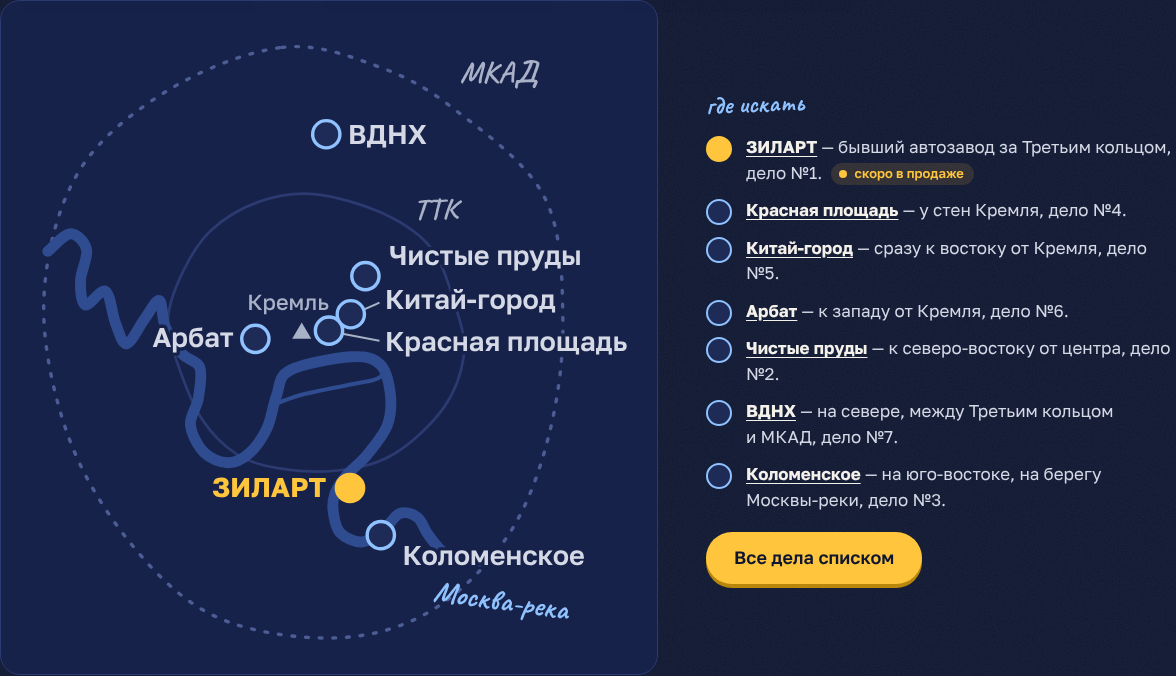 МКАД
ВДНХ
ТТК
Чистые пруды
Кремль
Китай-город
Арбат
Красная площадь
ЗИЛАРТ
Коломенское
Москва-река
где искать
ЗИЛАРТ — бывший автозавод за Третьим кольцом,
дело №1. скоро в продаже
Красная площадь — у стен Кремля, дело №4.
Китай-город — сразу к востоку от Кремля, дело
№5.
Арбат — к западу от Кремля, дело №6.
Чистые пруды — к северо-востоку от центра, дело
№2.
ВДНХ — на севере, между Третьим кольцом
и МКАД, дело №7.
Коломенское — на юго-востоке, на берегу
Москвы-реки, дело №3.
Все дела списком